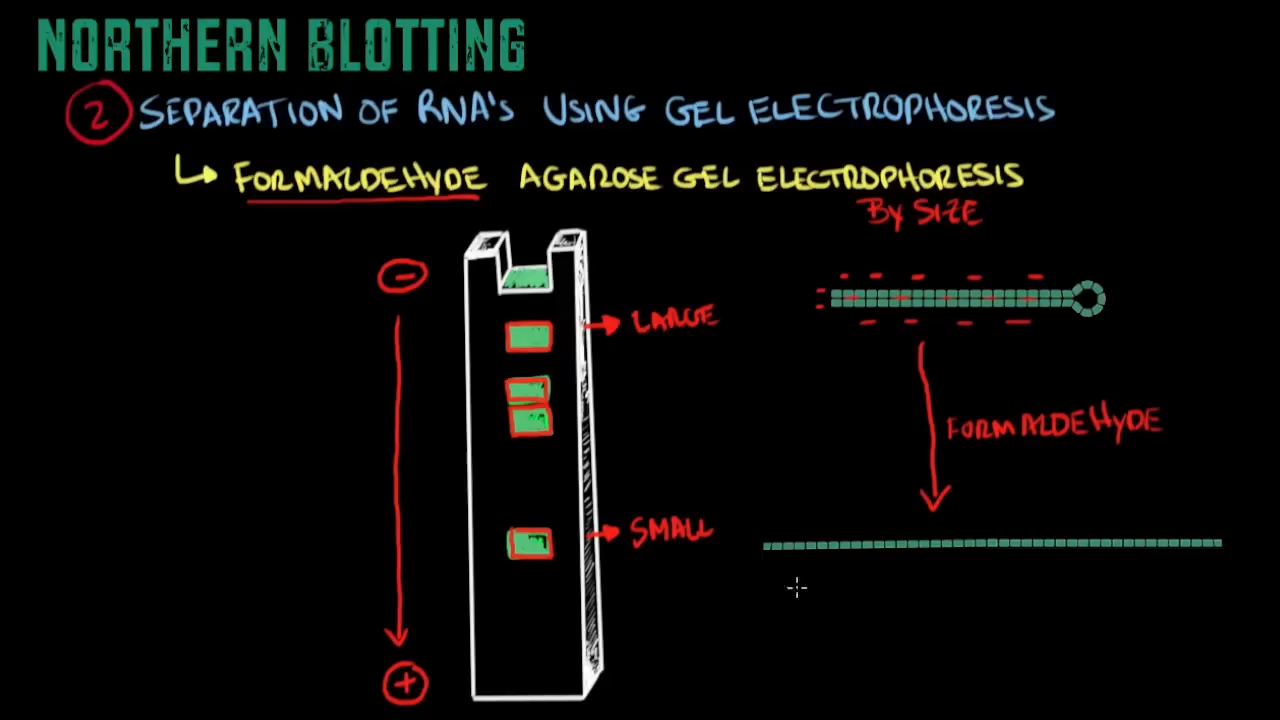 NORTHERN BLOTTING
2 SEPARATION OF RNA'S USING GEL ELECTROPHORESIS
FORMALDEHYDE AGAROSE GEL ELECTROPHORESIS
BY SIZE
LARGE
FORMALDEHYDE
SMALL